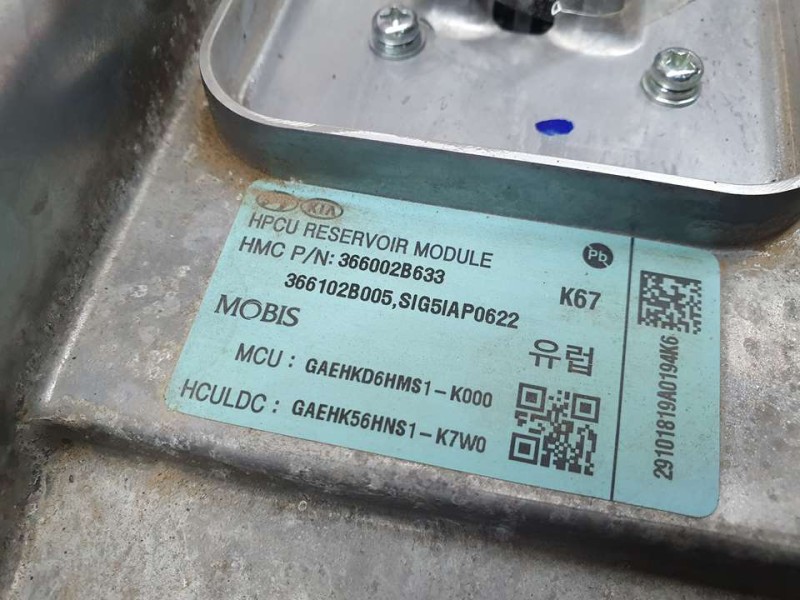 KIA
HPCU RESERVOIR MODULE
HMC P/N: 366002B633
366102B005,SIG5IAP0622
Pb
K67
MOBIS
유럽
MCU : GAEHKD6HMS1-K000
HCULDC : GAEHK56HNS1-K7W0
29101819A0194K6